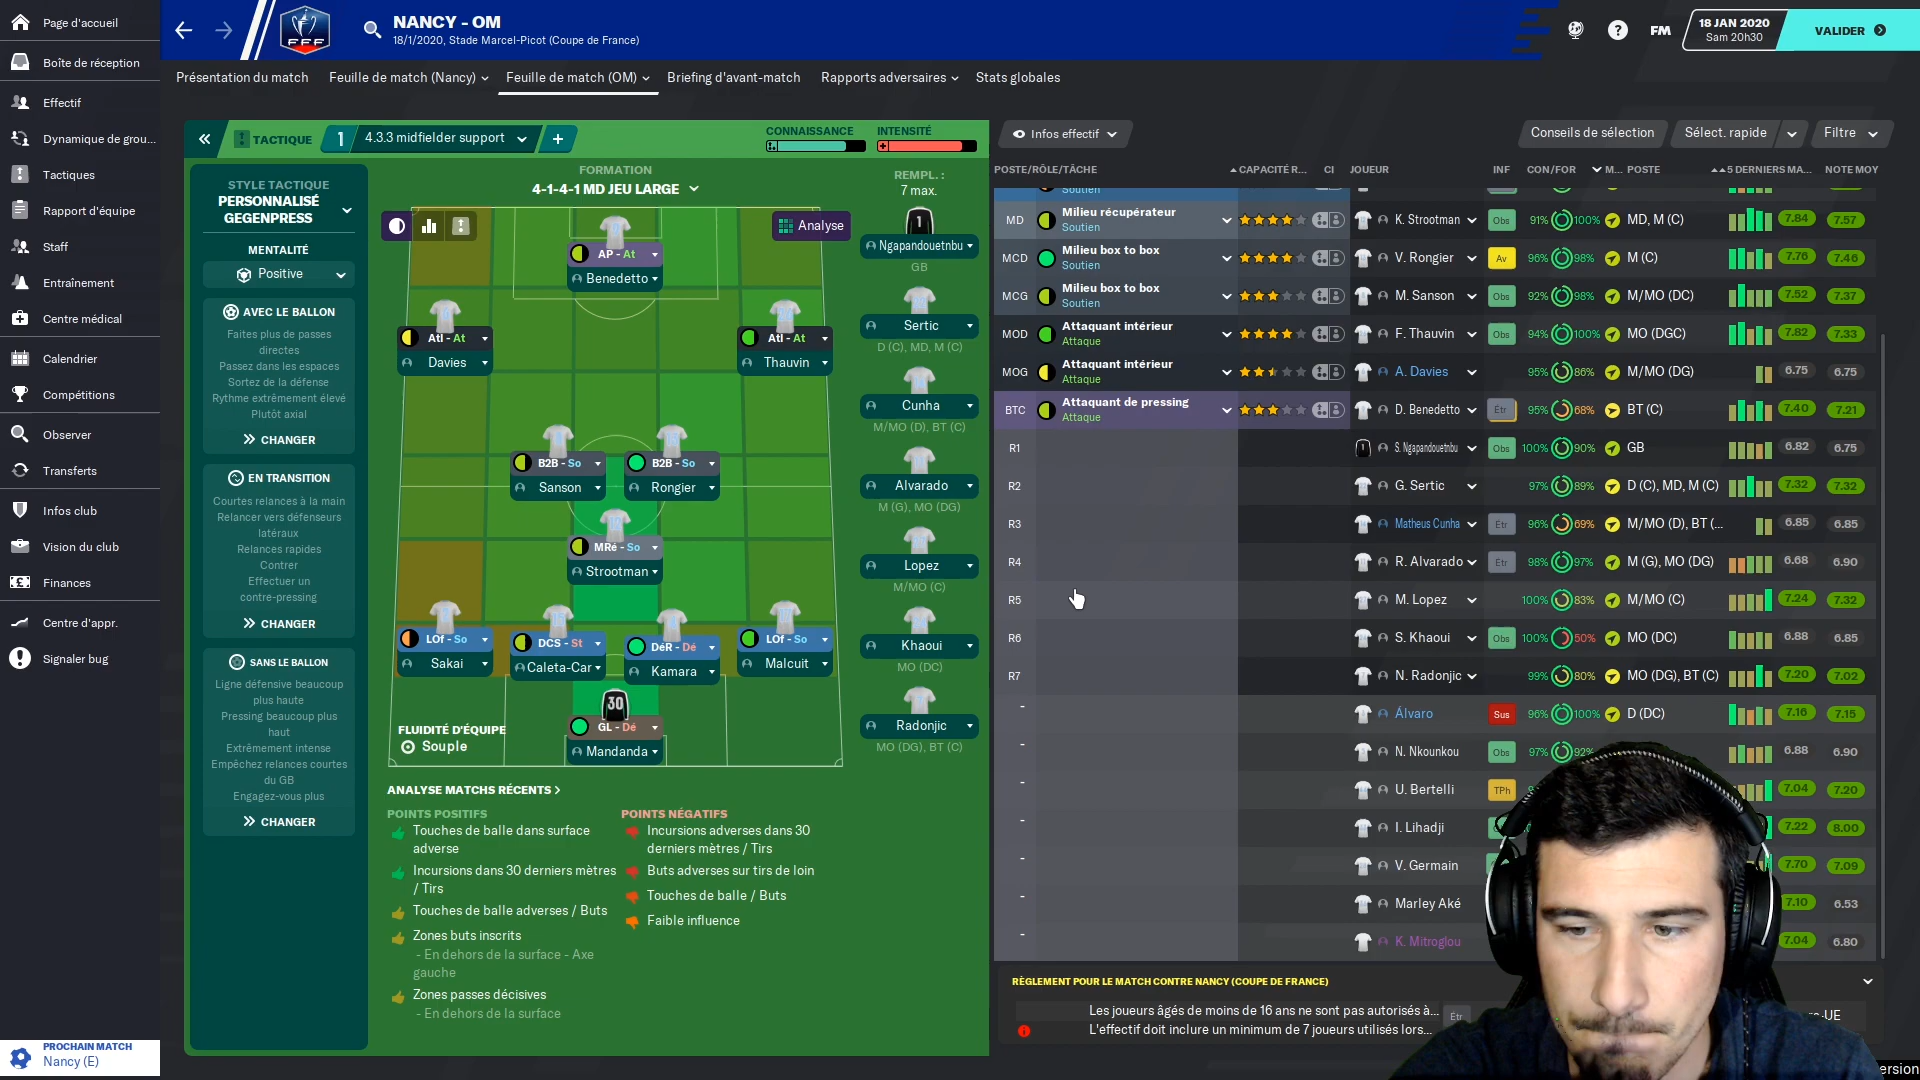 Page d'accueil
Boîte de réception
Effectif
Dynamique de grou...
Tactiques
Rapport d'équipe
Staff
Entraînement
Centre médical
Calendrier
Compétitions
Observer
Transferts
Infos club
Vision du club
Finances
Centre d'appr.
Signaler bug
PROCHAIN MATCH
Nancy (E)
FFF
NANCY - OM
18/1/2020, Stade Marcel-Picot (Coupe de France)
? FM
18 JAN 2020
Sam 20h30
VALIDER
Présentation du match Feuille de match (Nancy) Feuille de match (OM) Briefing d'avant-match Rapports adversaires Stats globales
TACTIQUE 1 4.3.3 midfielder support +
CONNAISSANCE INTENSITÉ
STYLE TACTIQUE
PERSONNALISÉ
GEGENPRESS
MENTALITÉ
Positive
AVEC LE BALLON
Faites plus de passes
directes
Passez dans les espaces
Sortez de la défense
Rythme extrêmement élevé
Plutôt axial
CHANGER
EN TRANSITION
Courtes relances à la main
Relancer vers défenseurs
latéraux
Relances rapides
Contrer
Effectuer un
contre-pressing
CHANGER
SANS LE BALLON
Ligne défensive beaucoup
plus haute
Pressing beaucoup plus
haut
Extrêmement intense
Empêchez relances courtes
du GB
Engagez-vous plus
CHANGER
FORMATION
4-1-4-1 MD JEU LARGE
Analyse
AP - At
Benedetto
AtI - At
Davies
AtI - At
Thauvin
B2B - So
Sanson
B2B - So
Rongier
MRé - So
Strootman
LOf - So
Sakai
DCS - St
Caleta-Car
DéR - Dé
Kamara
LOf - So
Malcuit
30
GL - Dé
Mandanda
FLUIDITÉ D'ÉQUIPE
Souple
REMPL. :
7 max.
1
Ngapandouetnbu
GB
Sertic
D (C), MD, M (C)
Cunha
M/MO (D), BT (C)
Alvarado
M (G), MO (DG)
Lopez
M/MO (C)
Khaoui
MO (DC)
Radonjic
MO (DG), BT (C)
ANALYSE MATCHS RÉCENTS >
POINTS POSITIFS
Touches de balle dans surface
adverse
Incursions dans 30 derniers mètres
/ Tirs
Touches de balle adverses / Buts
Zones buts inscrits
- En dehors de la surface - Axe
gauche
Zones passes décisives
- En dehors de la surface
POINTS NÉGATIFS
Incursions adverses dans 30
derniers mètres / Tirs
Buts adverses sur tirs de loin
Touches de balle / Buts
Faible influence
Infos effectif
Conseils de sélection Sélect. rapide Filtre
POSTE/RÔLE/TÂCHE CAPACITÉ R... CI JOUEUR INF CON/FOR M... POSTE 5 DERNIERS MA... NOTE MOY
Soutien
MD Milieu récupérateur Soutien K. Strootman Obs 91% 100% MD, M (C) 7.84 7.57
MCD Milieu box to box Soutien V. Rongier Av 96% 98% M (C) 7.76 7.46
MCG Milieu box to box Soutien M. Sanson Obs 92% 98% M/MO (DC) 7.52 7.37
MOD Attaquant intérieur Attaque F. Thauvin Obs 94% 100% MO (DGC) 7.82 7.33
MOG Attaquant intérieur Attaque A. Davies 95% 86% M/MO (DG) 6.75 6.75
BTC Attaquant de pressing Attaque D. Benedetto Étr 95% 68% BT (C) 7.40 7.21
R1 S. Ngapandouetnbu Obs 100% 90% GB 6.82 6.75
R2 G. Sertic 97% 89% D (C), MD, M (C) 7.32 7.32
R3 Matheus Cunha Étr 96% 69% M/MO (D), BT (... 6.85 6.85
R4 R. Alvarado Étr 98% 97% M (G), MO (DG) 6.68 6.90
R5 M. Lopez 100% 83% M/MO (C) 7.24 7.32
R6 S. Khaoui Obs 100% 50% MO (DC) 6.88 6.85
R7 N. Radonjic 99% 80% MO (DG), BT (C) 7.20 7.02
- Álvaro Sus 96% 100% D (DC) 7.16 7.15
- N. Nkounkou Obs 97% 92% 6.88 6.90
- U. Bertelli TPh 7.04 7.20
- I. Lihadji 7.22 8.00
- V. Germain 7.70 7.09
- Marley Aké 7.10 6.53
- K. Mitroglou 7.04 6.80
RÈGLEMENT POUR LE MATCH CONTRE NANCY (COUPE DE FRANCE)
Les joueurs âgés de moins de 16 ans ne sont pas autorisés à...
L'effectif doit inclure un minimum de 7 joueurs utilisés lors...
Étr
-UE
ersion